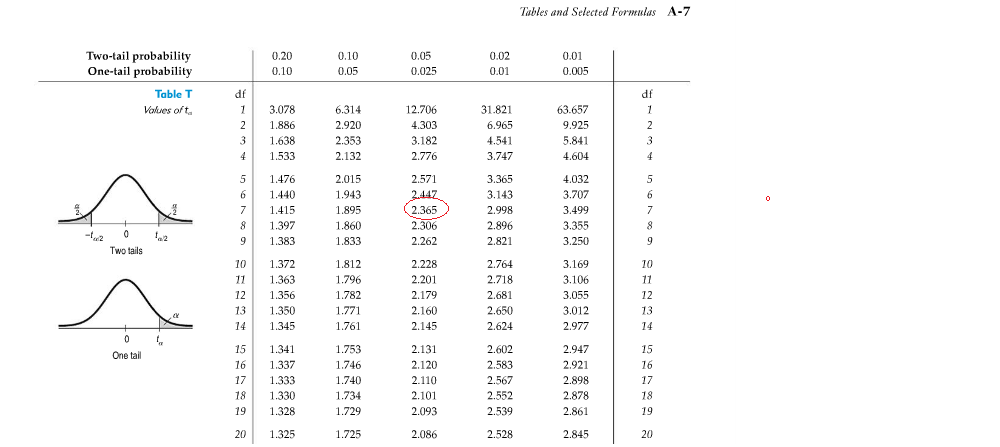 Tables and Selected Formulas A-7
Two-tail probability 0.20 0.10 0.05 0.02 0.01
One-tail probability 0.10 0.05 0.025 0.01 0.005
Table T df df
Values of tα 1 3.078 6.314 12.706 31.821 63.657 1
2 1.886 2.920 4.303 6.965 9.925 2
3 1.638 2.353 3.182 4.541 5.841 3
4 1.533 2.132 2.776 3.747 4.604 4
5 1.476 2.015 2.571 3.365 4.032 5
6 1.440 1.943 2.447 3.143 3.707 6
7 1.415 1.895 2.365 2.998 3.499 7
8 1.397 1.860 2.306 2.896 3.355 8
9 1.383 1.833 2.262 2.821 3.250 9
10 1.372 1.812 2.228 2.764 3.169 10
11 1.363 1.796 2.201 2.718 3.106 11
12 1.356 1.782 2.179 2.681 3.055 12
13 1.350 1.771 2.160 2.650 3.012 13
14 1.345 1.761 2.145 2.624 2.977 14
15 1.341 1.753 2.131 2.602 2.947 15
16 1.337 1.746 2.120 2.583 2.921 16
17 1.333 1.740 2.110 2.567 2.898 17
18 1.330 1.734 2.101 2.552 2.878 18
19 1.328 1.729 2.093 2.539 2.861 19
20 1.325 1.725 2.086 2.528 2.845 20
α/2 α/2
−tα/2 0 tα/2
Two tails
α
0 tα
One tail